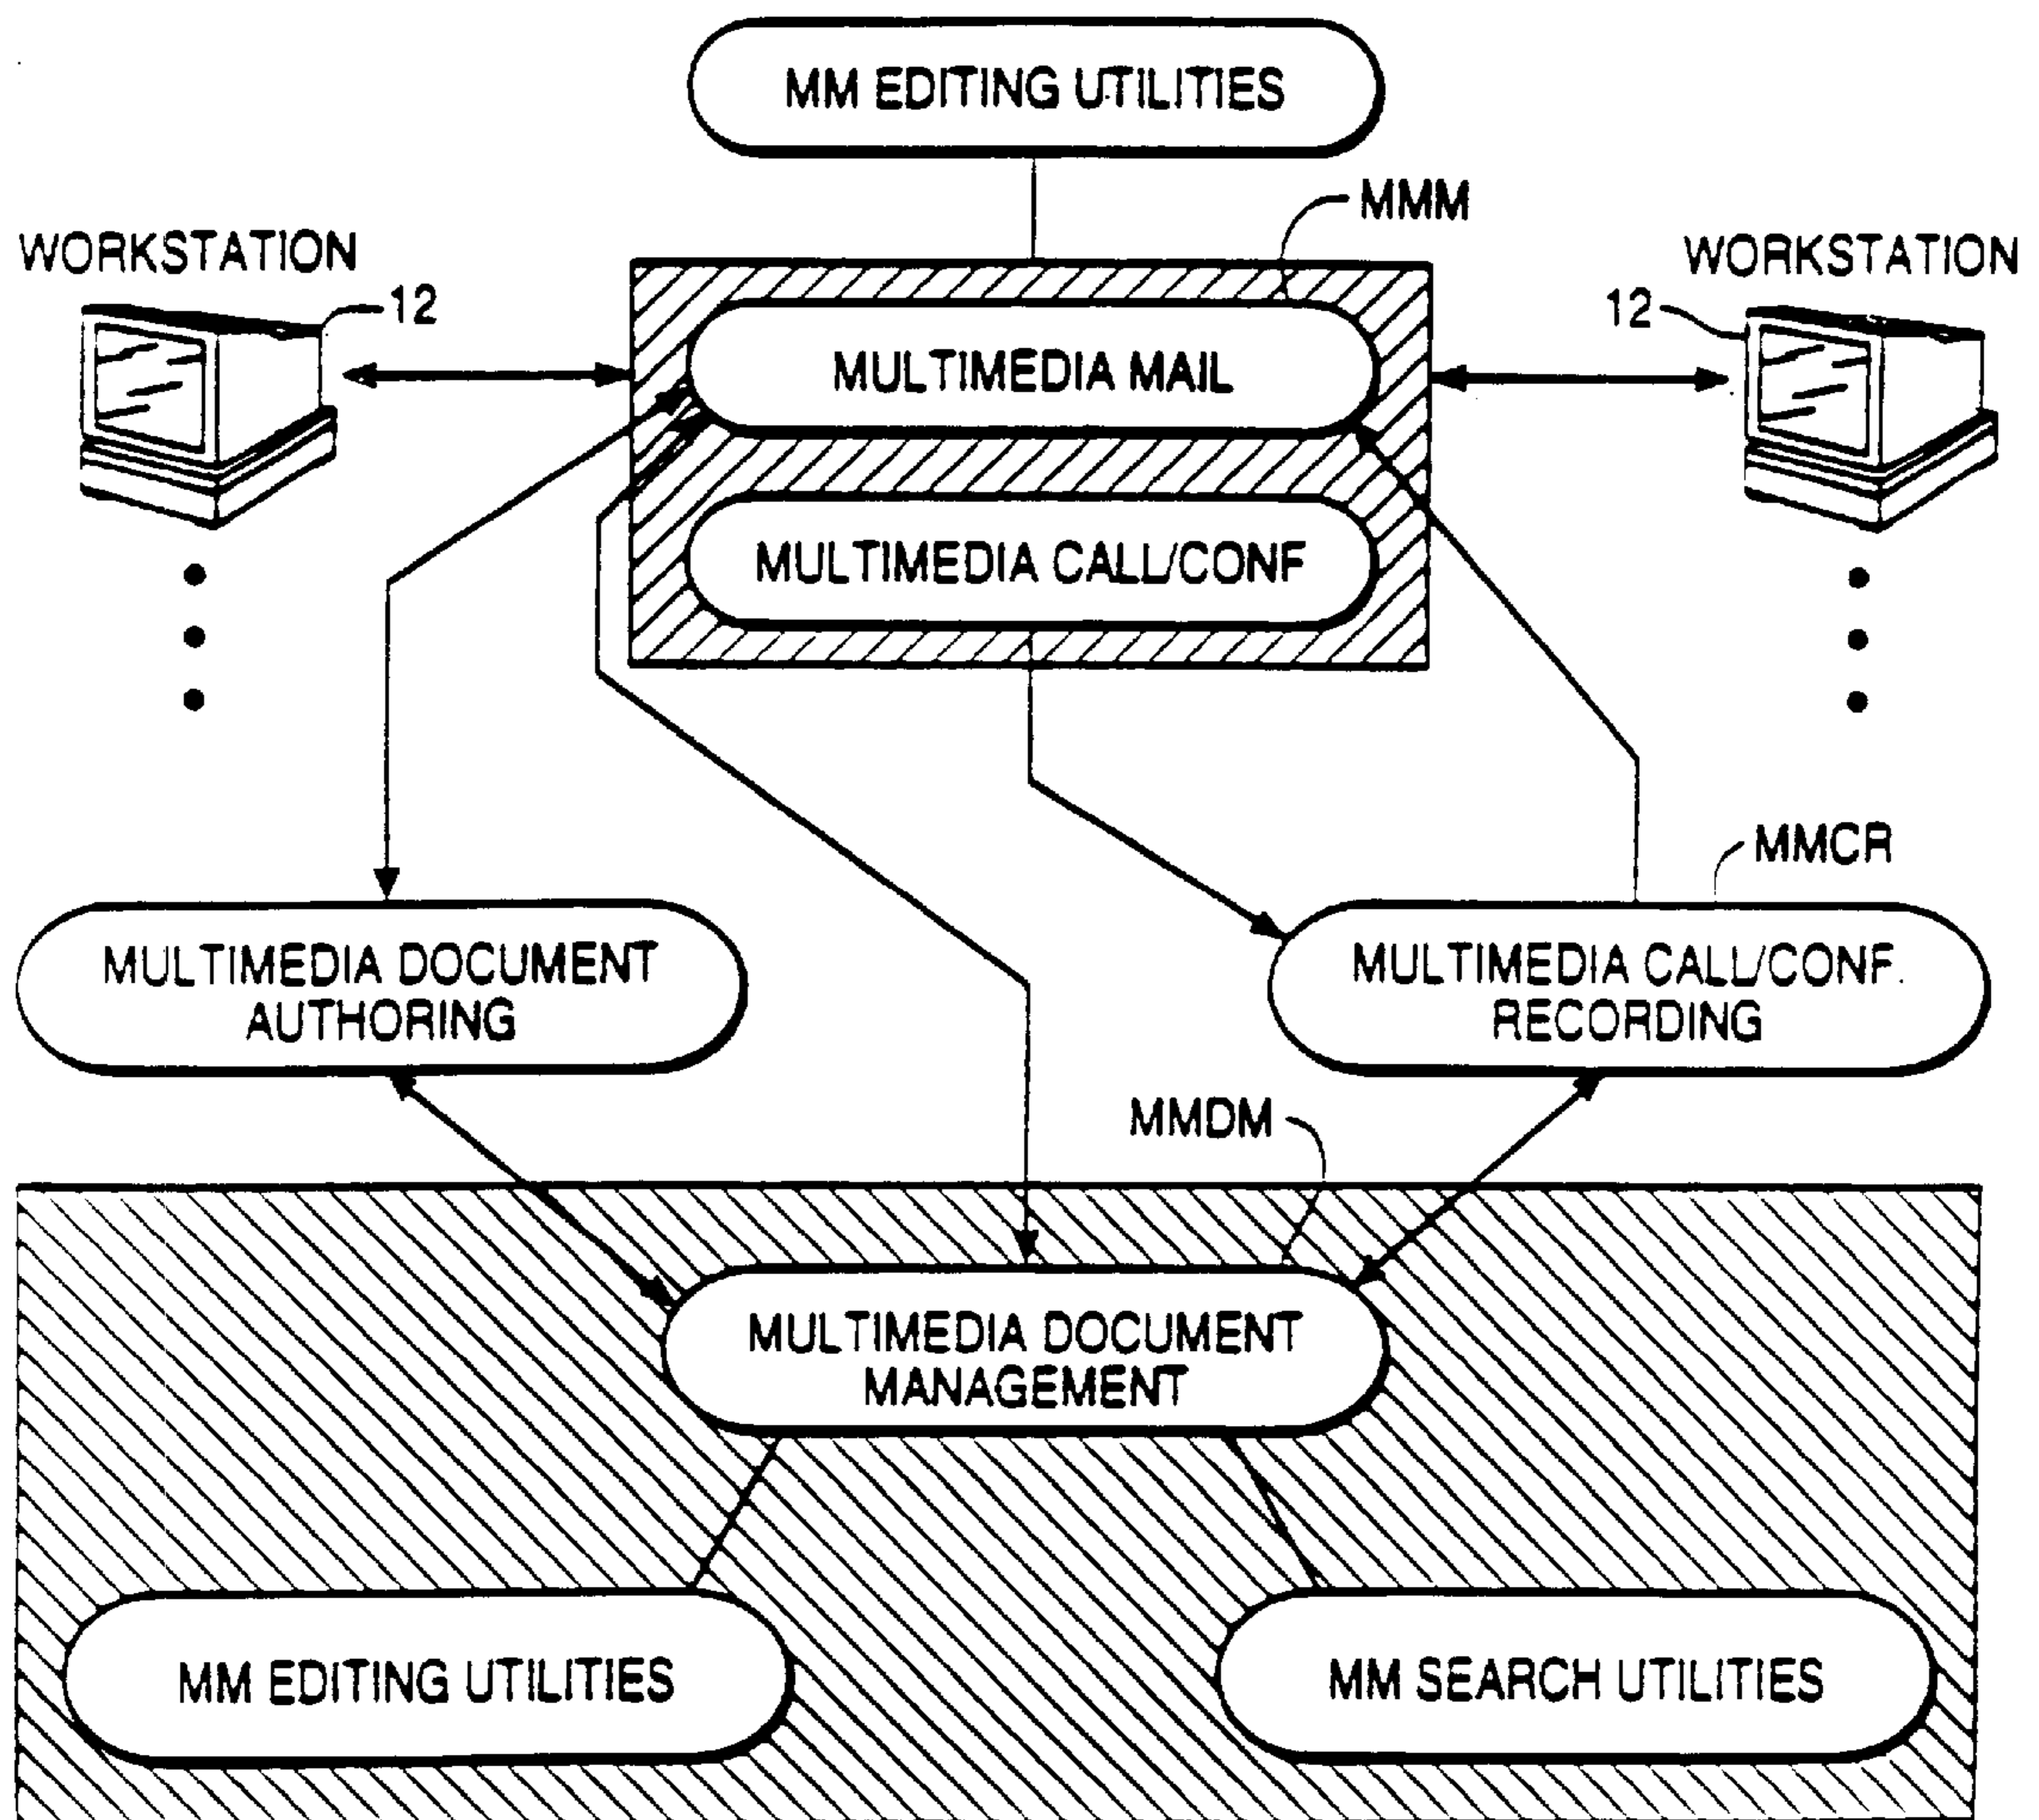 MM EDITING UTILITIES
MMM
WORKSTATION
WORKSTATION
12
12
MULTIMEDIA MAIL
MULTIMEDIA CALL/CONF
MMCR
MULTIMEDIA DOCUMENT
AUTHORING
MULTIMEDIA CALL/CONF.
RECORDING
MMDM
MULTIMEDIA DOCUMENT
MANAGEMENT
MM EDITING UTILITIES
MM SEARCH UTILITIES